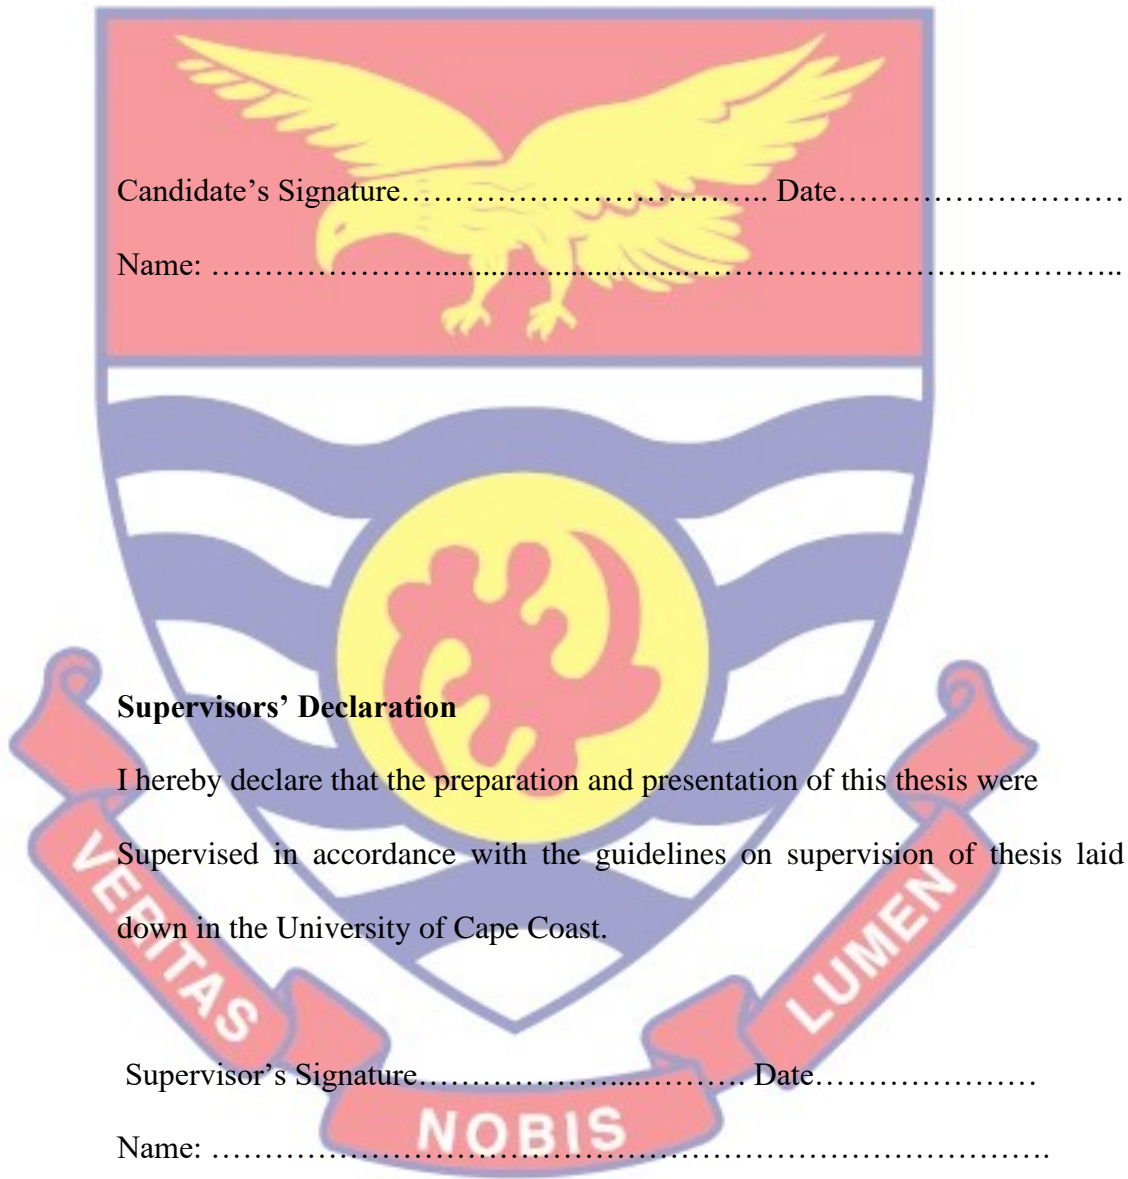 Candidate’s Signature…………………………….. Date………………………
Name: …………………................................…………………………………..
Supervisors’ Declaration
I hereby declare that the preparation and presentation of this thesis were
Supervised in accordance with the guidelines on supervision of thesis laid
down in the University of Cape Coast.
Supervisor’s Signature………………....………. Date…………………
Name: …………………………………………………………………….
VERITAS
NOBIS
LUMEN